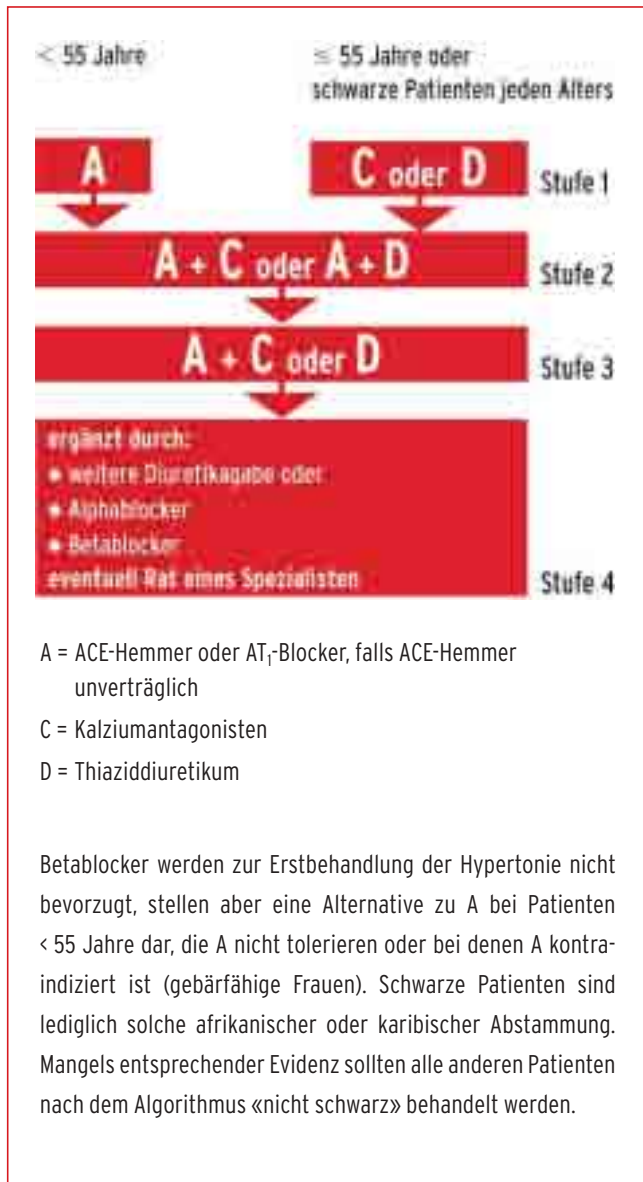 < 55 Jahre
≤ 55 Jahre oder
schwarze Patienten jeden Alters
A
C oder D
Stufe 1
A + C oder A + D
Stufe 2
A + C oder D
Stufe 3
ergänzt durch:
• weitere Diuretikagabe oder
• Alphablocker
• Betablocker
eventuell Rat eines Spezialisten
Stufe 4
A = ACE-Hemmer oder AT₁-Blocker, falls ACE-Hemmer
unverträglich
C = Kalziumantagonisten
D = Thiaziddiuretikum
Betablocker werden zur Erstbehandlung der Hypertonie nicht
bevorzugt, stellen aber eine Alternative zu A bei Patienten
< 55 Jahre dar, die A nicht tolerieren oder bei denen A kontra-
indiziert ist (gebärfähige Frauen). Schwarze Patienten sind
lediglich solche afrikanischer oder karibischer Abstammung.
Mangels entsprechender Evidenz sollten alle anderen Patienten
nach dem Algorithmus «nicht schwarz» behandelt werden.